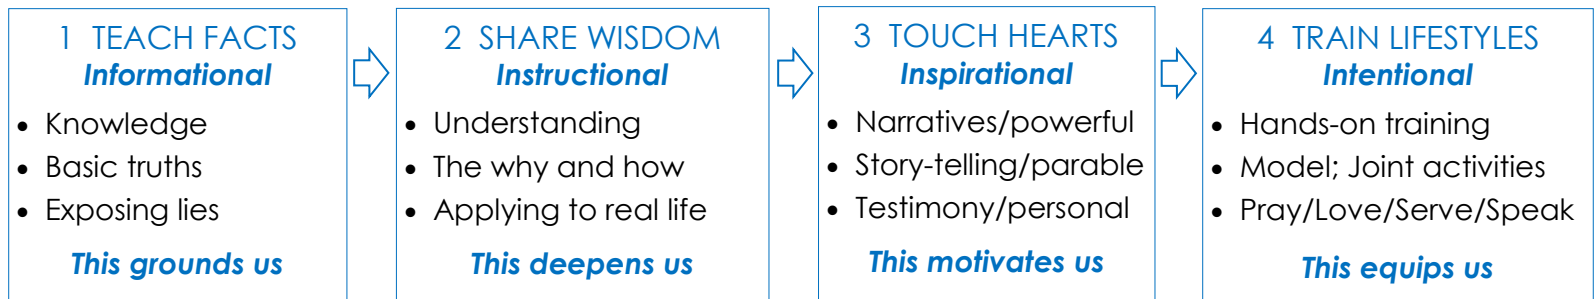 1 TEACH FACTS
Informational
• Knowledge
• Basic truths
• Exposing lies
This grounds us
2 SHARE WISDOM
Instructional
• Understanding
• The why and how
• Applying to real life
This deepens us
3 TOUCH HEARTS
Inspirational
• Narratives/powerful
• Story-telling/parable
• Testimony/personal
This motivates us
4 TRAIN LIFESTYLES
Intentional
• Hands-on training
• Model; Joint activities
• Pray/Love/Serve/Speak
This equips us